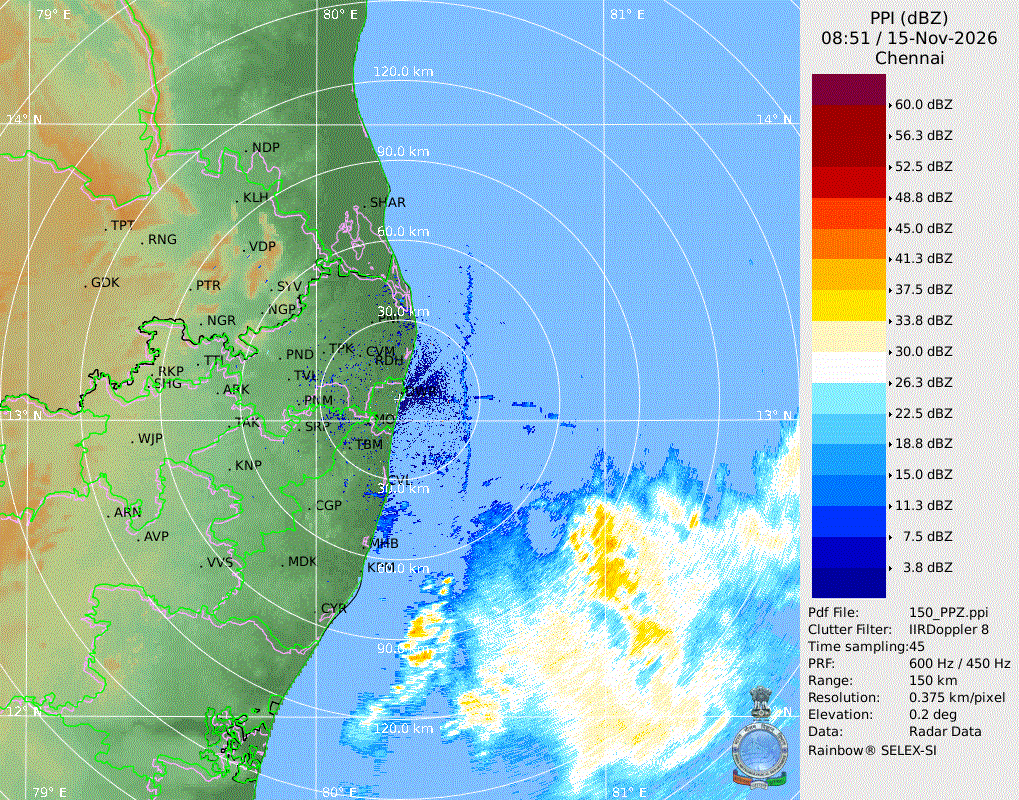 79° E
80° E
81° E
120.0 km
14° N
14° N
NDP
90.0 km
KLH
SHAR
TPT
RNG
60.0 km
VDP
GDK
PTR
SYV
NGP
30.0 km
NGR
TPK
CVM
PND
RDH
TTI
RKP
TVL
SHG
ARK
PNM
13° N
TAK
SRP
MO
13° N
WJP
TBM
KNP
30.0 km
CGP
ARN
AVP
MHB
VVS
MDK
60.0 km
CYR
90.0 km
12° N
120.0 km
79° E
80° E
81° E
PPI (dBZ)
08:51 / 15-Nov-2026
Chennai
60.0 dBZ
56.3 dBZ
52.5 dBZ
48.8 dBZ
45.0 dBZ
41.3 dBZ
37.5 dBZ
33.8 dBZ
30.0 dBZ
26.3 dBZ
22.5 dBZ
18.8 dBZ
15.0 dBZ
11.3 dBZ
7.5 dBZ
3.8 dBZ
Pdf File: 150_PPZ.ppi
Clutter Filter: IIRDoppler 8
Time sampling:45
PRF: 600 Hz / 450 Hz
Range: 150 km
Resolution: 0.375 km/pixel
Elevation: 0.2 deg
Data: Radar Data
Rainbow® SELEX-SI